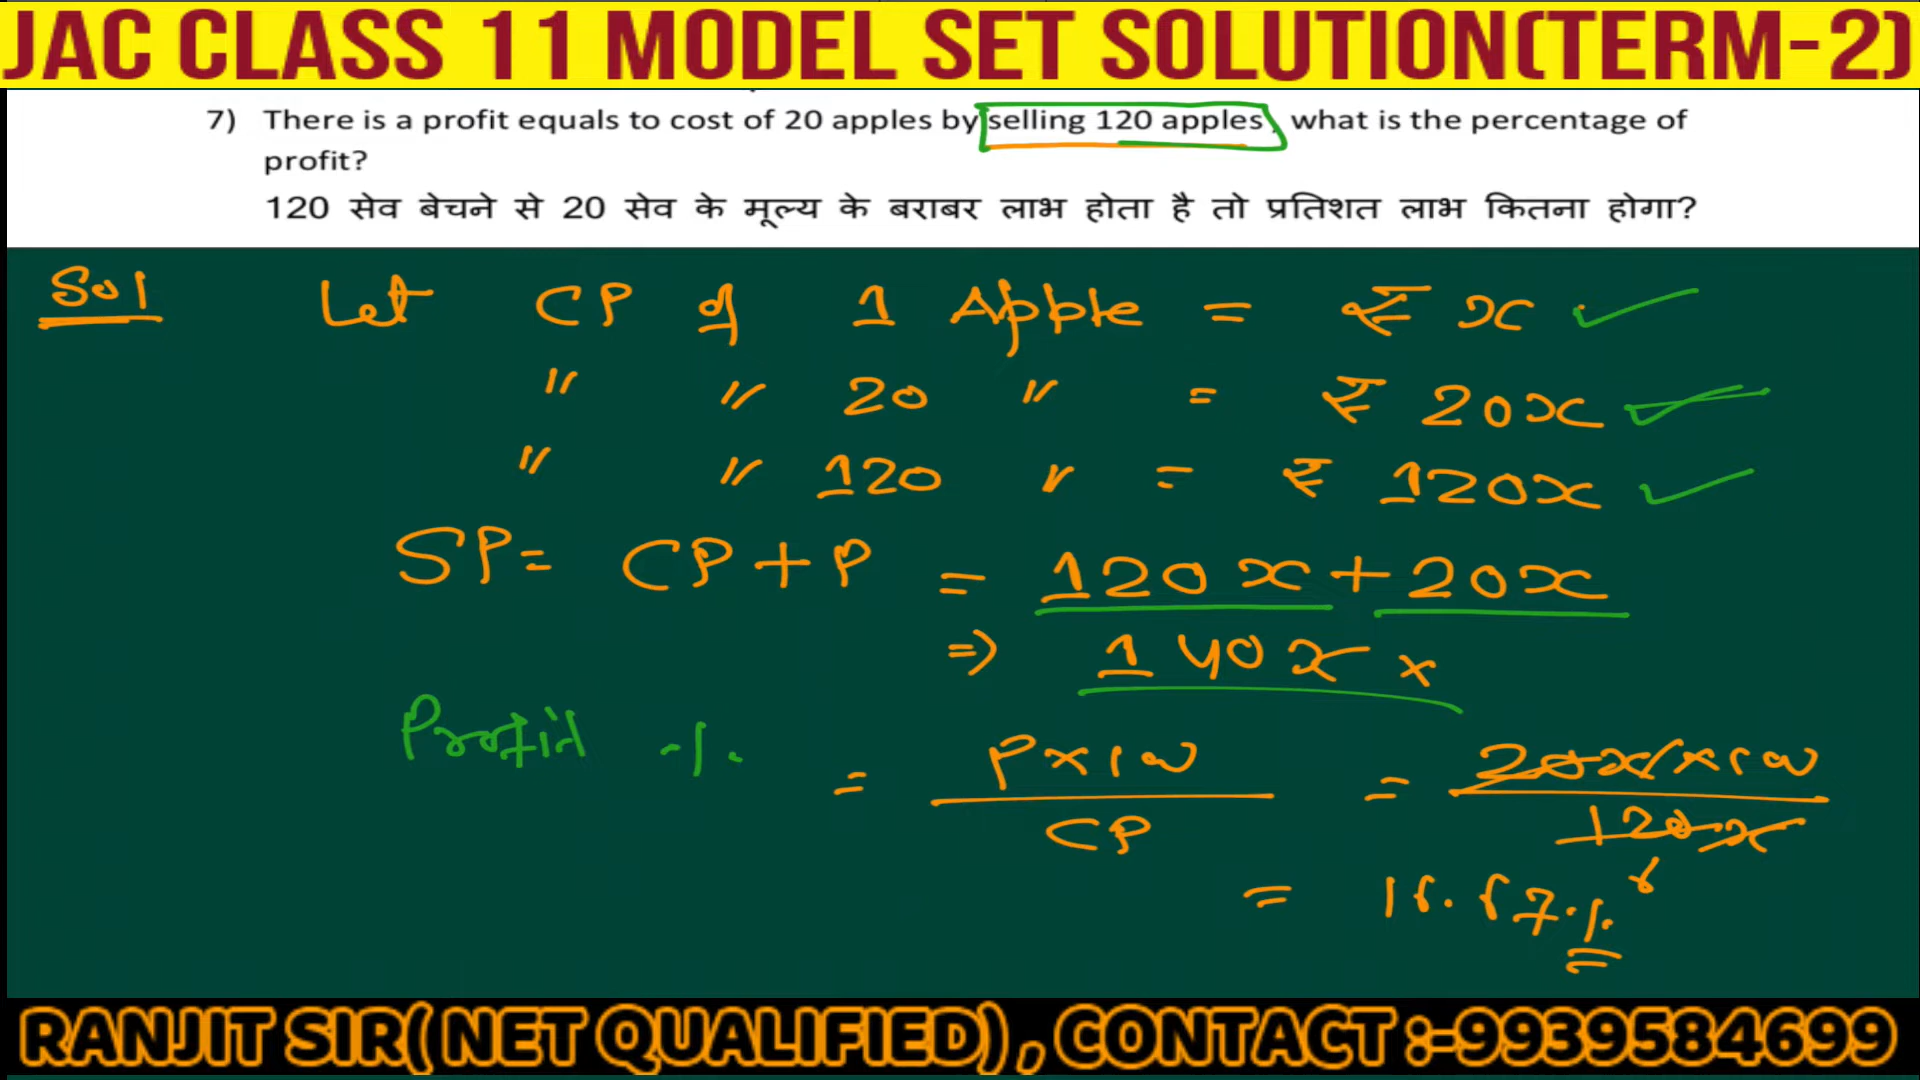 JAC CLASS 11 MODEL SET SOLUTION(TERM-2)
7) There is a profit equals to cost of 20 apples by selling 120 apples, what is the percentage of
profit?
120 सेव बेचने से 20 सेव के मूल्य के बराबर लाभ होता है तो प्रतिशत लाभ कितना होगा?
Sol Let CP of 1 Apple = ₹ x
" " 20 " = ₹ 20x
" " 120 " = ₹ 120x
SP = CP + P = 120x + 20x
⇒ 140x x
Profit % = P×100 / CP = 20x×100 / 120x
6
= 16.67%
RANJIT SIR( NET QUALIFIED) , CONTACT :-9939584699